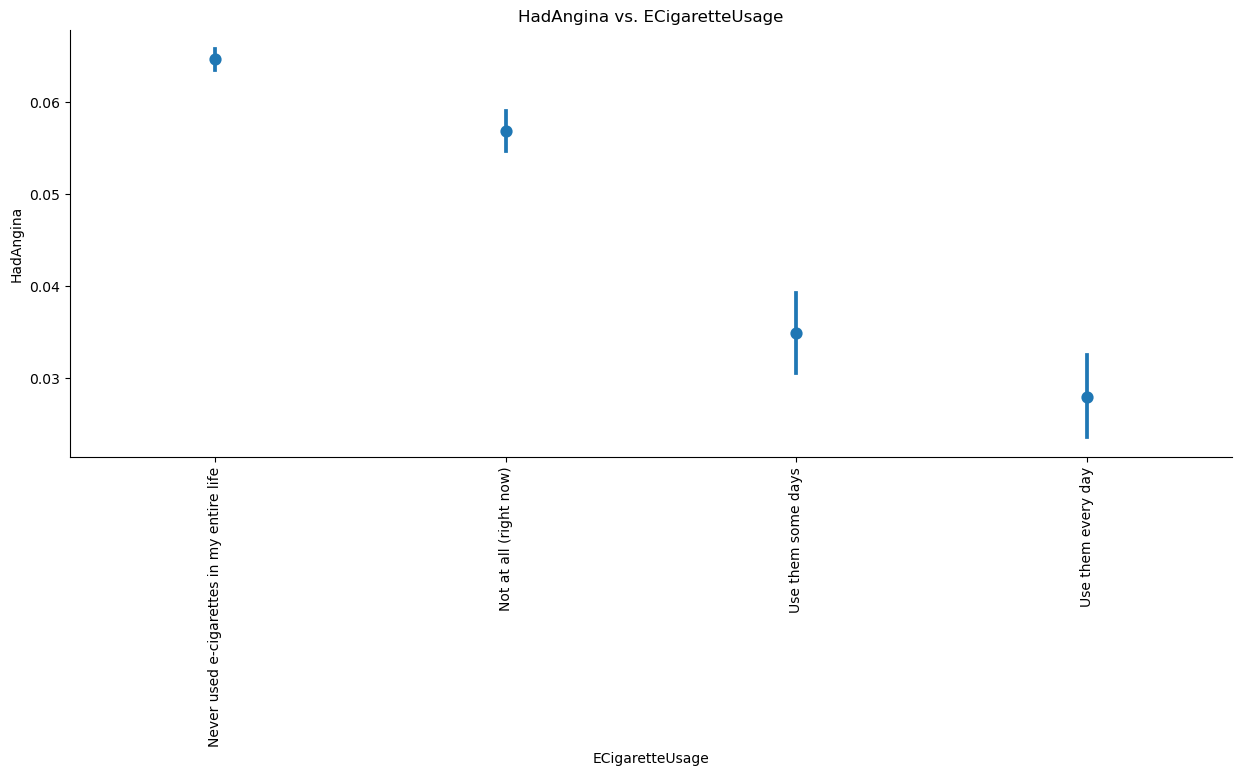 HadAngina vs. ECigaretteUsage
HadAngina
0.06
0.05
0.04
0.03
Never used e-cigarettes in my entire life
Not at all (right now)
Use them some days
Use them every day
ECigaretteUsage